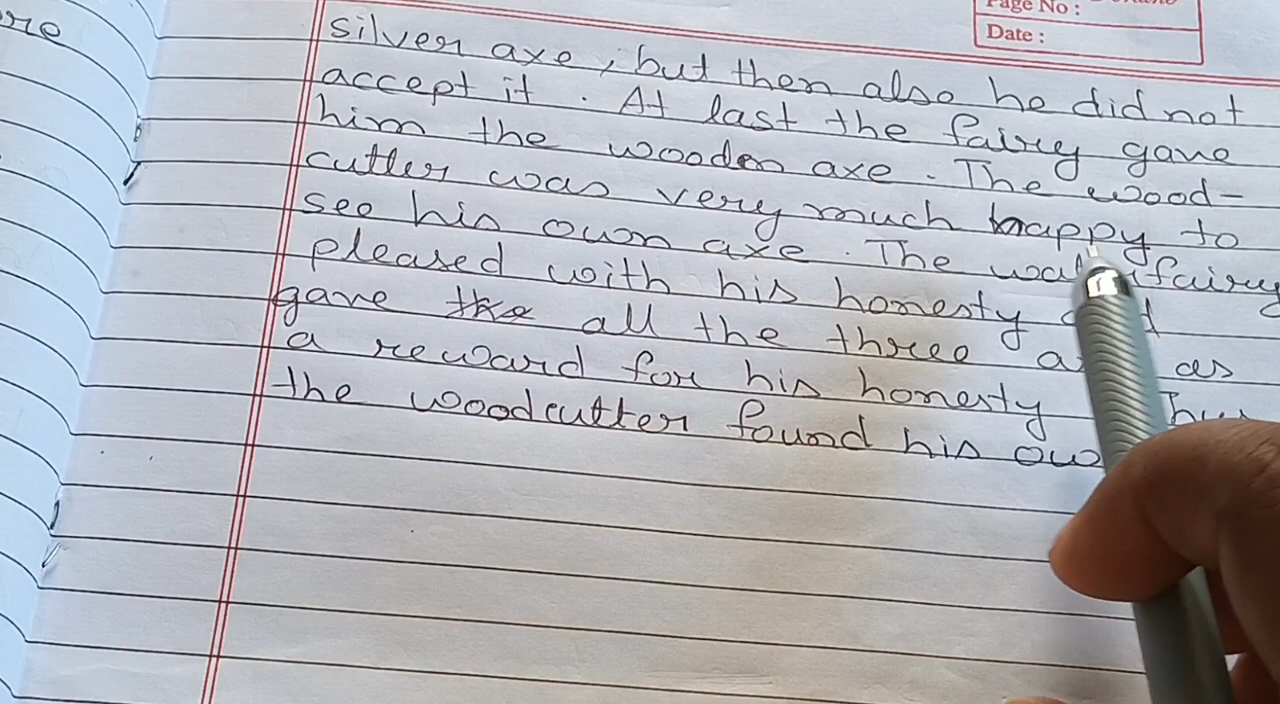 Page No :
Date :
silver axe, but then also he did not
accept it. At last the fairy gave
him the wooden axe. The wood-
cutter was very much happy to
see his own axe. The fairy
pleased with his honesty
gave all the three as
a reward for his honesty
the woodcutter found his